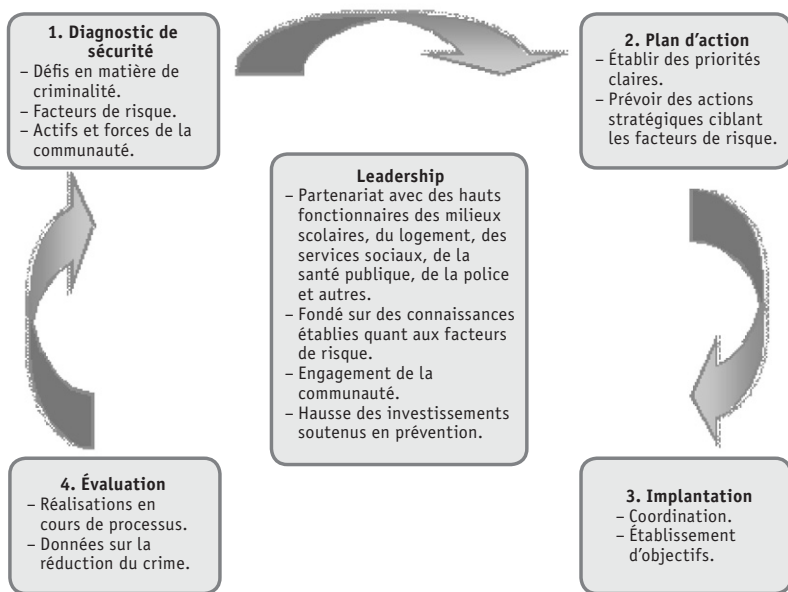 1. Diagnostic de
sécurité
– Défis en matière de
criminalité.
– Facteurs de risque.
– Actifs et forces de la
communauté.
2. Plan d’action
– Établir des priorités
claires.
– Prévoir des actions
stratégiques ciblant
les facteurs de risque.
Leadership
– Partenariat avec des hauts
fonctionnaires des milieux
scolaires, du logement, des
services sociaux, de la
santé publique, de la police
et autres.
– Fondé sur des connaissances
établies quant aux facteurs
de risque.
– Engagement de la
communauté.
– Hausse des investissements
soutenus en prévention.
3. Implantation
– Coordination.
– Établissement
d’objectifs.
4. Évaluation
– Réalisations en
cours de processus.
– Données sur la
réduction du crime.